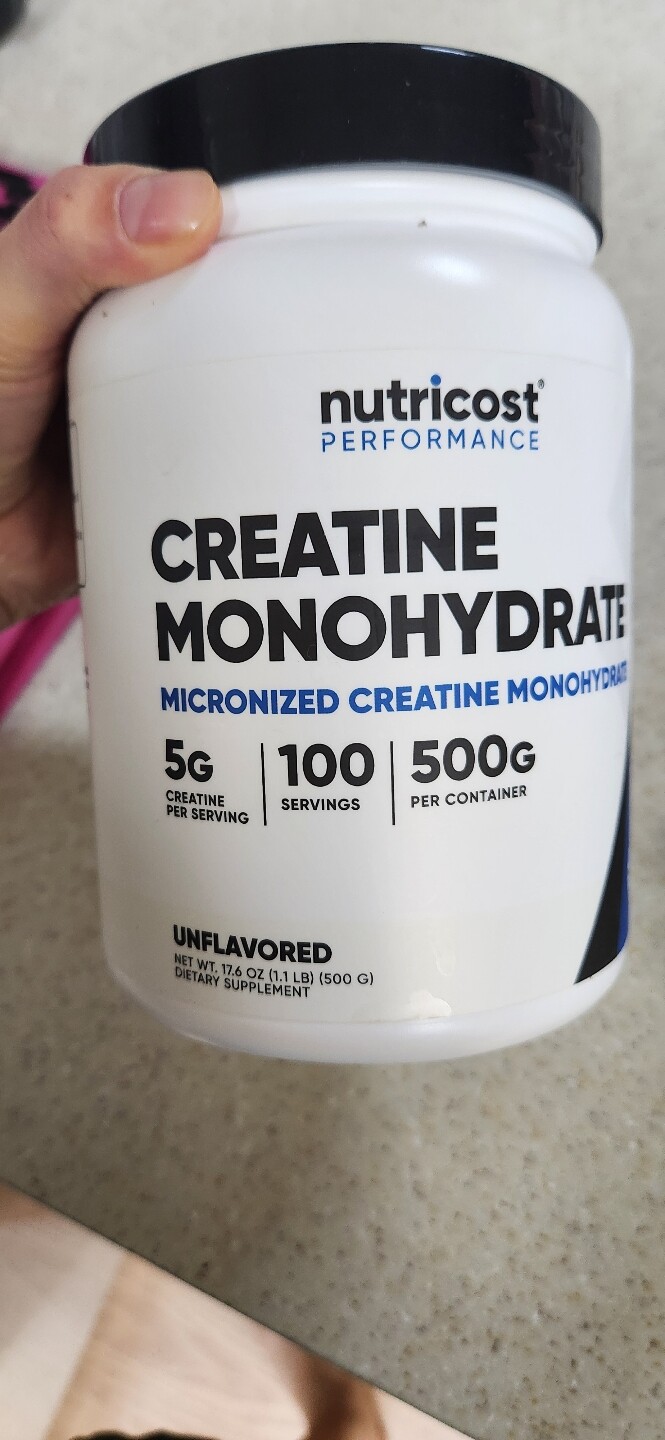 nutricost®
PERFORMANCE
CREATINE
MONOHYDRATE
MICRONIZED CREATINE MONOHYDRATE
5G
CREATINE
PER SERVING
100
SERVINGS
500G
PER CONTAINER
UNFLAVORED
NET WT. 17.6 OZ (1.1 LB) (500 G)
DIETARY SUPPLEMENT